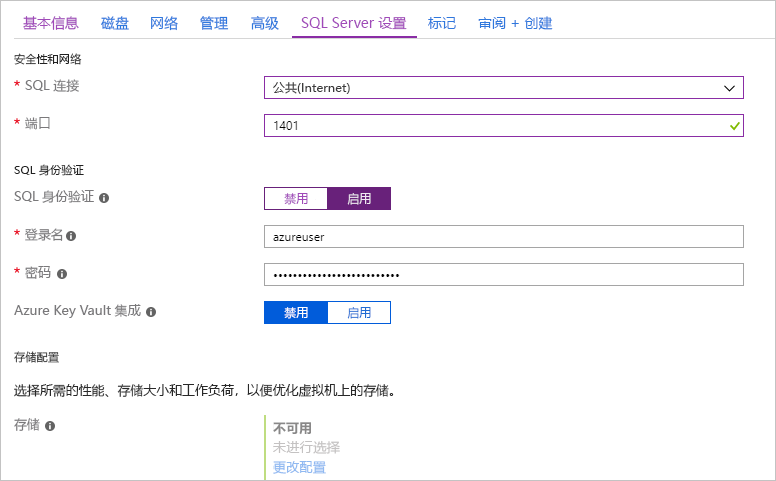 基本信息 磁盘 网络 管理 高级 SQL Server 设置 标记 审阅 + 创建
安全性和网络
* SQL 连接 公共(Internet)
* 端口 1401
SQL 身份验证
SQL 身份验证 禁用 启用
* 登录名 azureuser
* 密码 ••••••••••••••••••••••••••
Azure Key Vault 集成 禁用 启用
存储配置
选择所需的性能、存储大小和工作负荷，以便优化虚拟机上的存储。
存储 不可用
未进行选择
更改配置